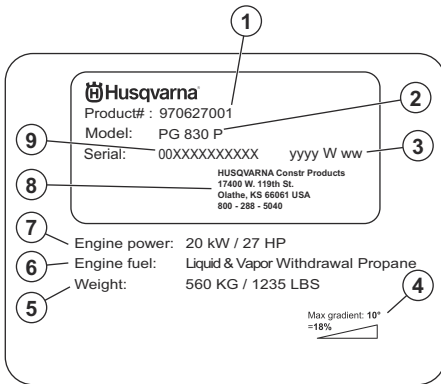 1
2
Husqvarna
Product# : 970627001
Model: PG 830 P
9
Serial: 00XXXXXXXXXX yyyy W ww
3
8
HUSQVARNA Constr Products
17400 W. 119th St.
Olathe, KS 66061 USA
800 - 288 - 5040
7
Engine power: 20 kW / 27 HP
6
Engine fuel: Liquid & Vapor Withdrawal Propane
5
Weight: 560 KG / 1235 LBS
4
Max gradient: 10°
=18%